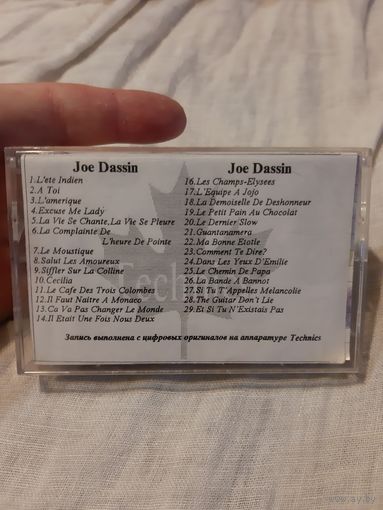 Joe Dassin
1.L'ete Indien
2.A Toi
3.L'amerique
4.Excuse Me Lady
5.La Vie Se Chante,La Vie Se Pleure
6.La Complainte De
L'heure De Pointe
7.Le Moustique
8.Salut Les Amoureux
9.Siffler Sur La Colline
10.Cecilia
11.Le Cafe Des Trois Colombes
12.Il Faut Naitre A Monaco
13.Ca Va Pas Changer Le Monde
14.Il Etait Une Fois Nous Deux
Joe Dassin
16.Les Champs-Elysees
17.L'Equipe A Jojo
18.La Demoiselle De Deshonneur
19.Le Petit Pain Au Chocolat
20.Le Dernier Slow
21.Guantanamera
22.Ma Bonne Etoile
23.Comment Te Dire?
24.Dans Les Yeux D'Emilie
25.Le Chemin De Papa
26.La Bande A Bannot
27.Si Tu T'Appelles Melancolie
28.The Guitar Don't Lie
29.Et Si Tu N'Existais Pas
Запись выполнена с цифровых оригиналов на аппаратуре Technics